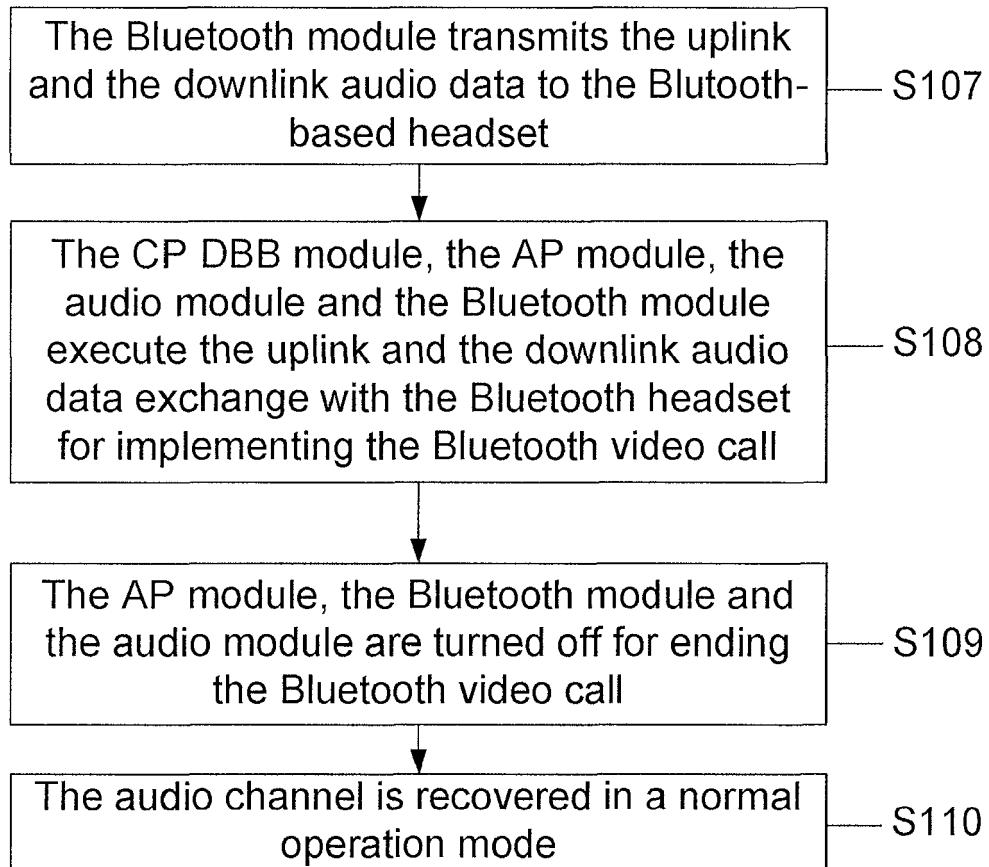 The Bluetooth module transmits the uplink
and the downlink audio data to the Blutooth-
based headset
S107
The CP DBB module, the AP module, the
audio module and the Bluetooth module
execute the uplink and the downlink audio
data exchange with the Bluetooth headset
for implementing the Bluetooth video call
S108
The AP module, the Bluetooth module and
the audio module are turned off for ending
the Bluetooth video call
S109
The audio channel is recovered in a normal
operation mode
S110